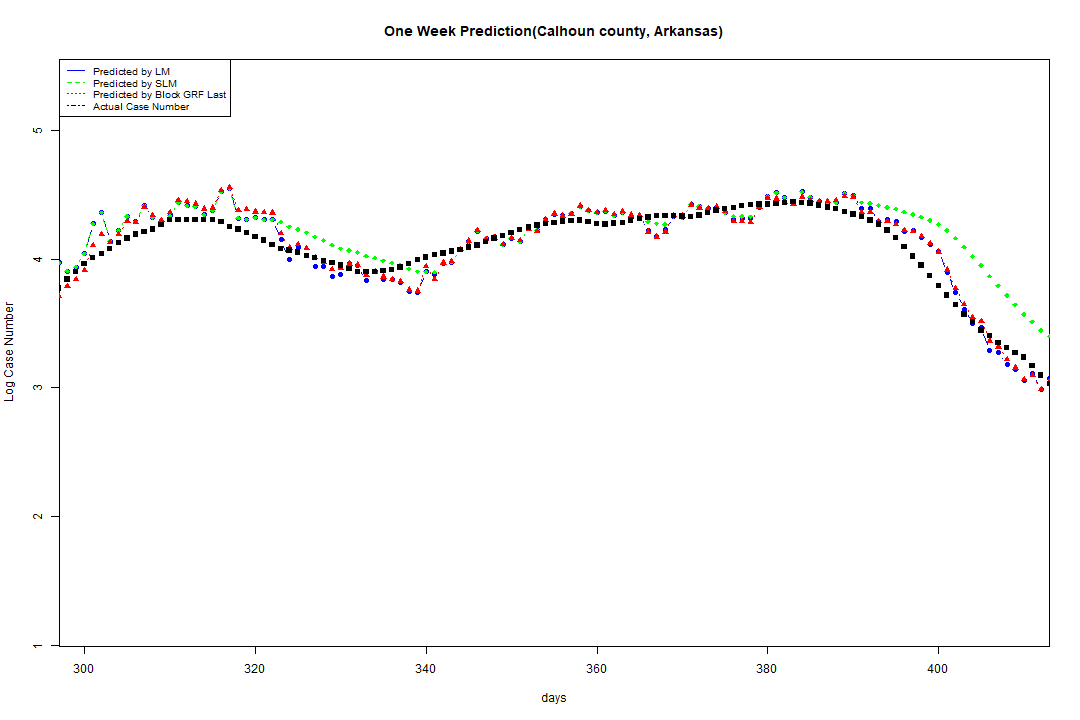 One Week Prediction(Calhoun county, Arkansas)
Predicted by LM
Predicted by SLM
Predicted by Block GRF Last
Actual Case Number
5
4
3
2
1
Log Case Number
300 320 340 360 380 400
days